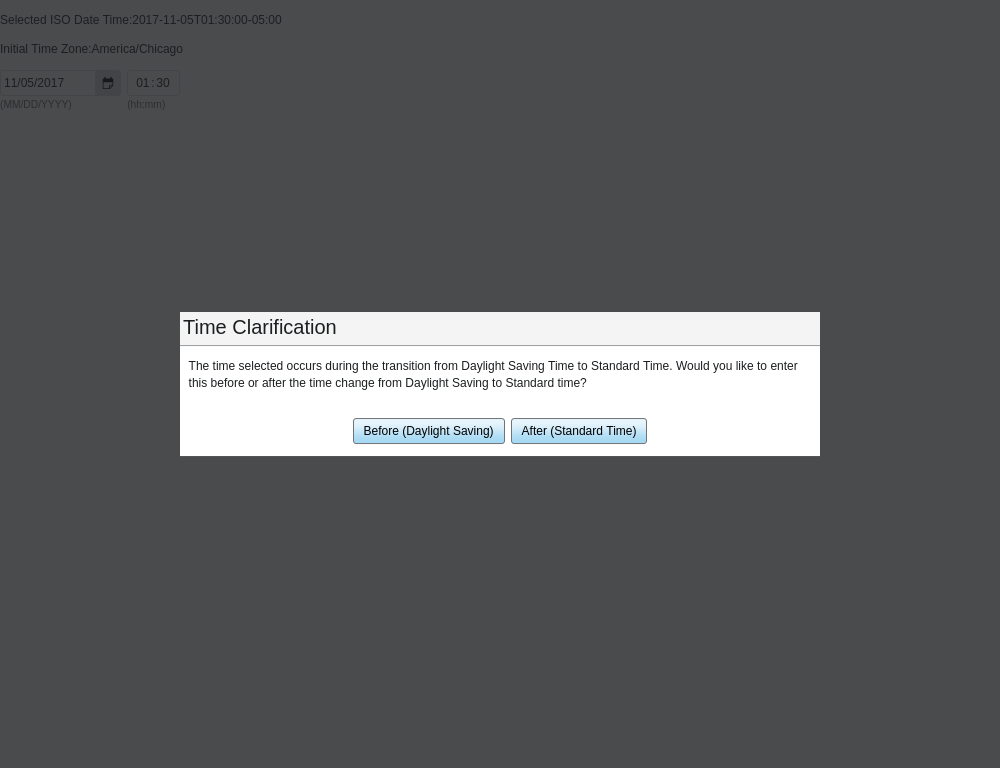 Selected ISO Date Time:2017-11-05T01:30:00-05:00
Initial Time Zone:America/Chicago
11/05/2017 01:30
(MM/DD/YYYY) (hh:mm)
Time Clarification
The time selected occurs during the transition from Daylight Saving Time to Standard Time. Would you like to enter
this before or after the time change from Daylight Saving to Standard time?
Before (Daylight Saving) After (Standard Time)